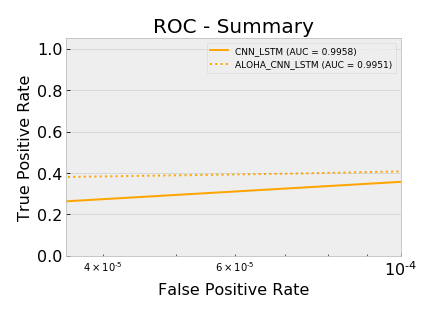 ROC - Summary
CNN_LSTM (AUC = 0.9958)
ALOHA_CNN_LSTM (AUC = 0.9951)
True Positive Rate
1.0
0.8
0.6
0.4
0.2
0.0
4 × 10⁻⁵ 6 × 10⁻⁵ 10⁻⁴
False Positive Rate